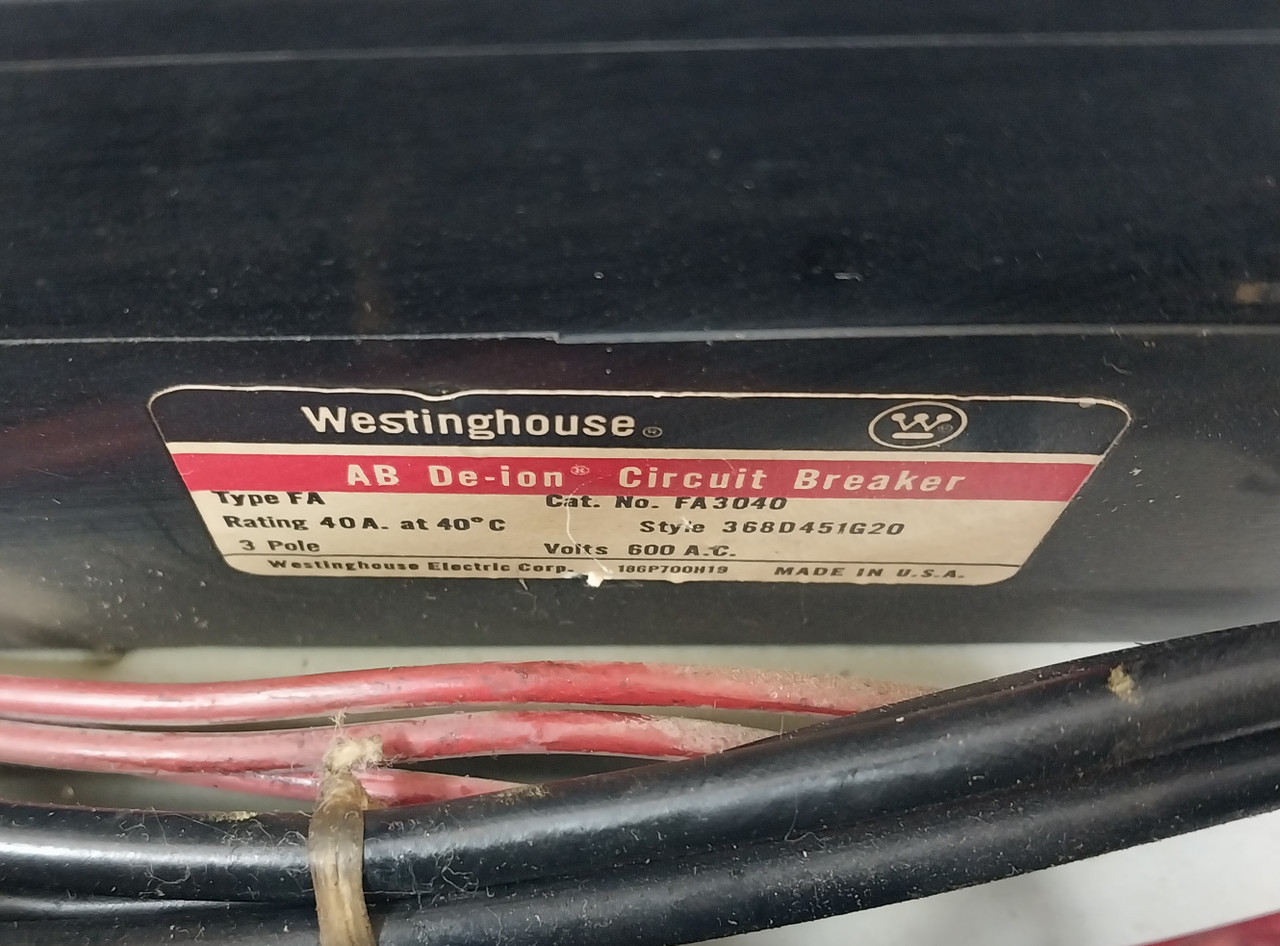 Westinghouse®
AB De-ion® Circuit Breaker
Type FA Cat. No. FA3040
Rating 40 A. at 40°C Style 368D451G20
3 Pole Volts 600 A.C.
Westinghouse Electric Corp. 186P700H19 MADE IN U.S.A.